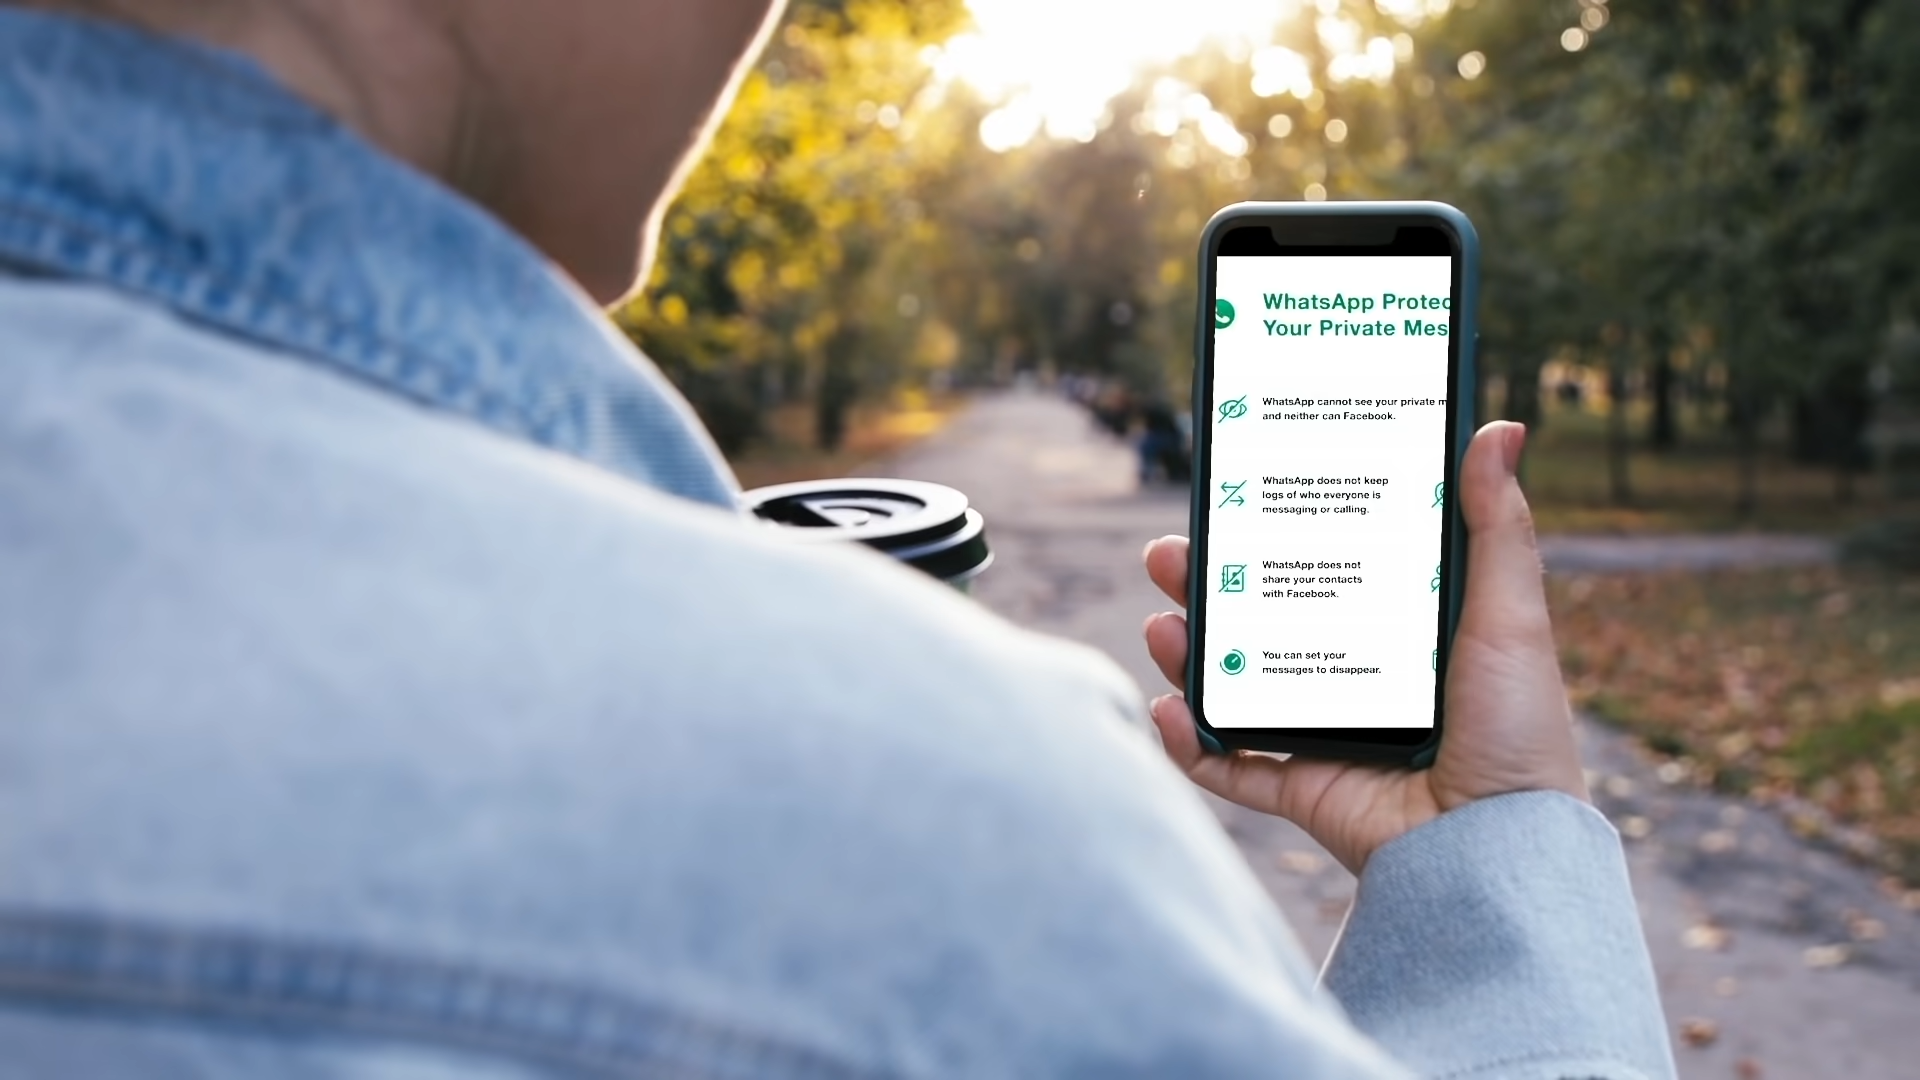 WhatsApp Protec
Your Private Mes
WhatsApp cannot see your private m
and neither can Facebook.
WhatsApp does not keep
logs of who everyone is
messaging or calling.
WhatsApp does not
share your contacts
with Facebook.
You can set your
messages to disappear.